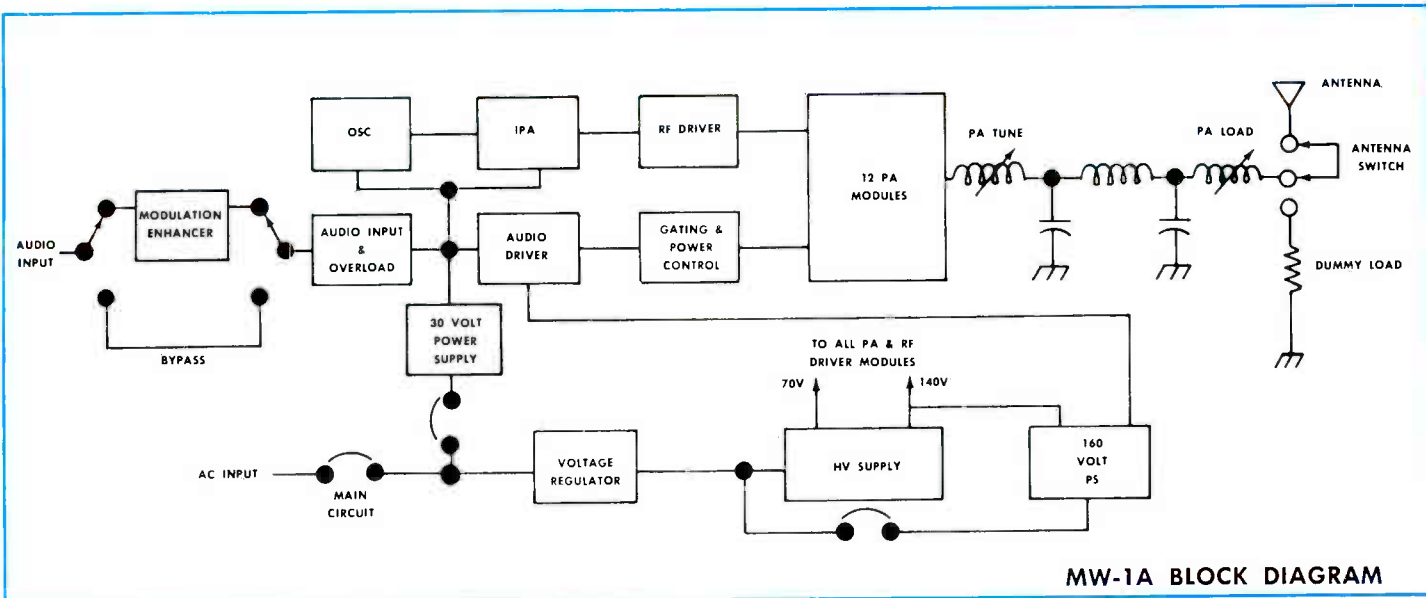 ANTENNA.
OSC
IPA
RF DRIVER
PA TUNE
PA LOAD
ANTENNA
SWITCH
12 PA
MODULES
MODULATION
ENHANCER
AUDIO
INPUT
AUDIO INPUT
&
OVERLOAD
AUDIO
DRIVER
GATING &
POWER
CONTROL
DUMMY LOAD
BYPASS
30 VOLT
POWER
SUPPLY
TO ALL PA & RF
DRIVER MODULES
70V
140V
AC INPUT
MAIN
CIRCUIT
VOLTAGE
REGULATOR
HV SUPPLY
160
VOLT
PS
MW-1A BLOCK DIAGRAM